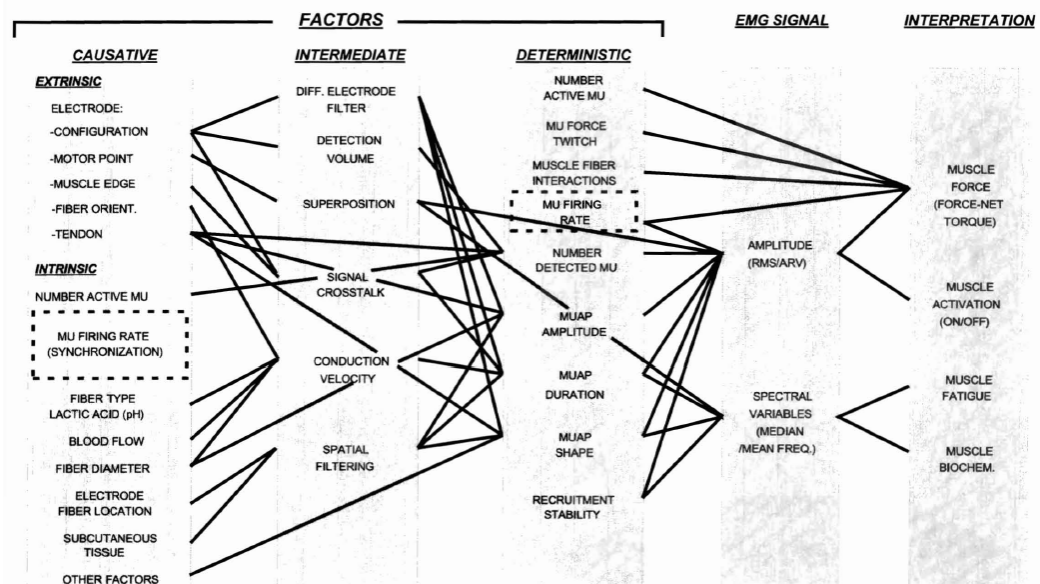 FACTORS
EMG SIGNAL
INTERPRETATION
CAUSATIVE
INTERMEDIATE
DETERMINISTIC
EXTRINSIC
ELECTRODE:
-CONFIGURATION
-MOTOR POINT
-MUSCLE EDGE
-FIBER ORIENT.
-TENDON
INTRINSIC
NUMBER ACTIVE MU
MU FIRING RATE
(SYNCHRONIZATION)
FIBER TYPE
LACTIC ACID (pH)
BLOOD FLOW
FIBER DIAMETER
ELECTRODE
FIBER LOCATION
SUBCUTANEOUS
TISSUE
OTHER FACTORS
DIFF. ELECTRODE
FILTER
DETECTION
VOLUME
SUPERPOSITION
SIGNAL
CROSSTALK
CONDUCTION
VELOCITY
SPATIAL
FILTERING
NUMBER
ACTIVE MU
MU FORCE
TWITCH
MUSCLE FIBER
INTERACTIONS
MU FIRING
RATE
NUMBER
DETECTED MU
MUAP
AMPLITUDE
MUAP
DURATION
MUAP
SHAPE
RECRUITMENT
STABILITY
AMPLITUDE
(RMS/ARV)
SPECTRAL
VARIABLES
(MEDIAN
/MEAN FREQ.)
MUSCLE
FORCE
(FORCE-NET
TORQUE)
MUSCLE
ACTIVATION
(ON/OFF)
MUSCLE
FATIGUE
MUSCLE
BIOCHEM.